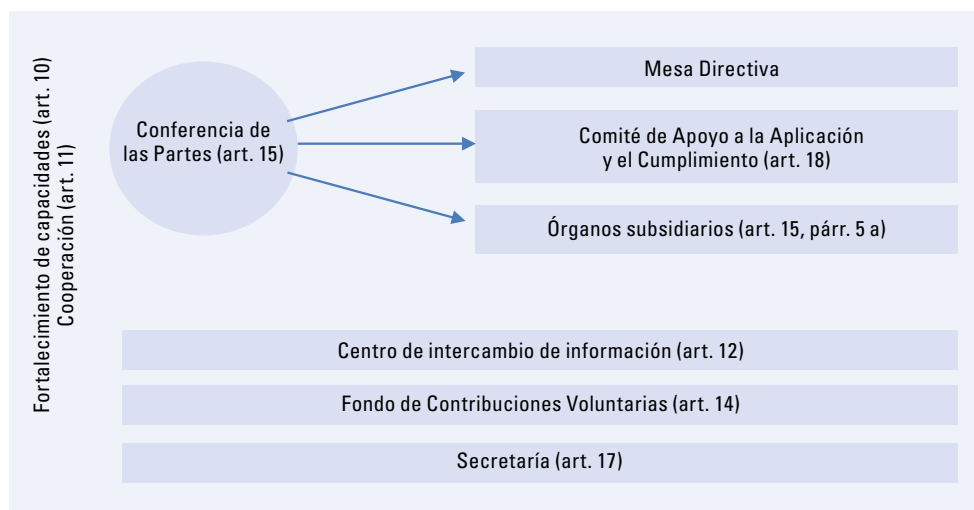 Fortalecimiento de capacidades (art. 10)
Cooperación (art. 11)
Conferencia de
las Partes (art. 15)
Mesa Directiva
Comité de Apoyo a la Aplicación
y el Cumplimiento (art. 18)
Órganos subsidiarios (art. 15, párr. 5 a)
Centro de intercambio de información (art. 12)
Fondo de Contribuciones Voluntarias (art. 14)
Secretaría (art. 17)